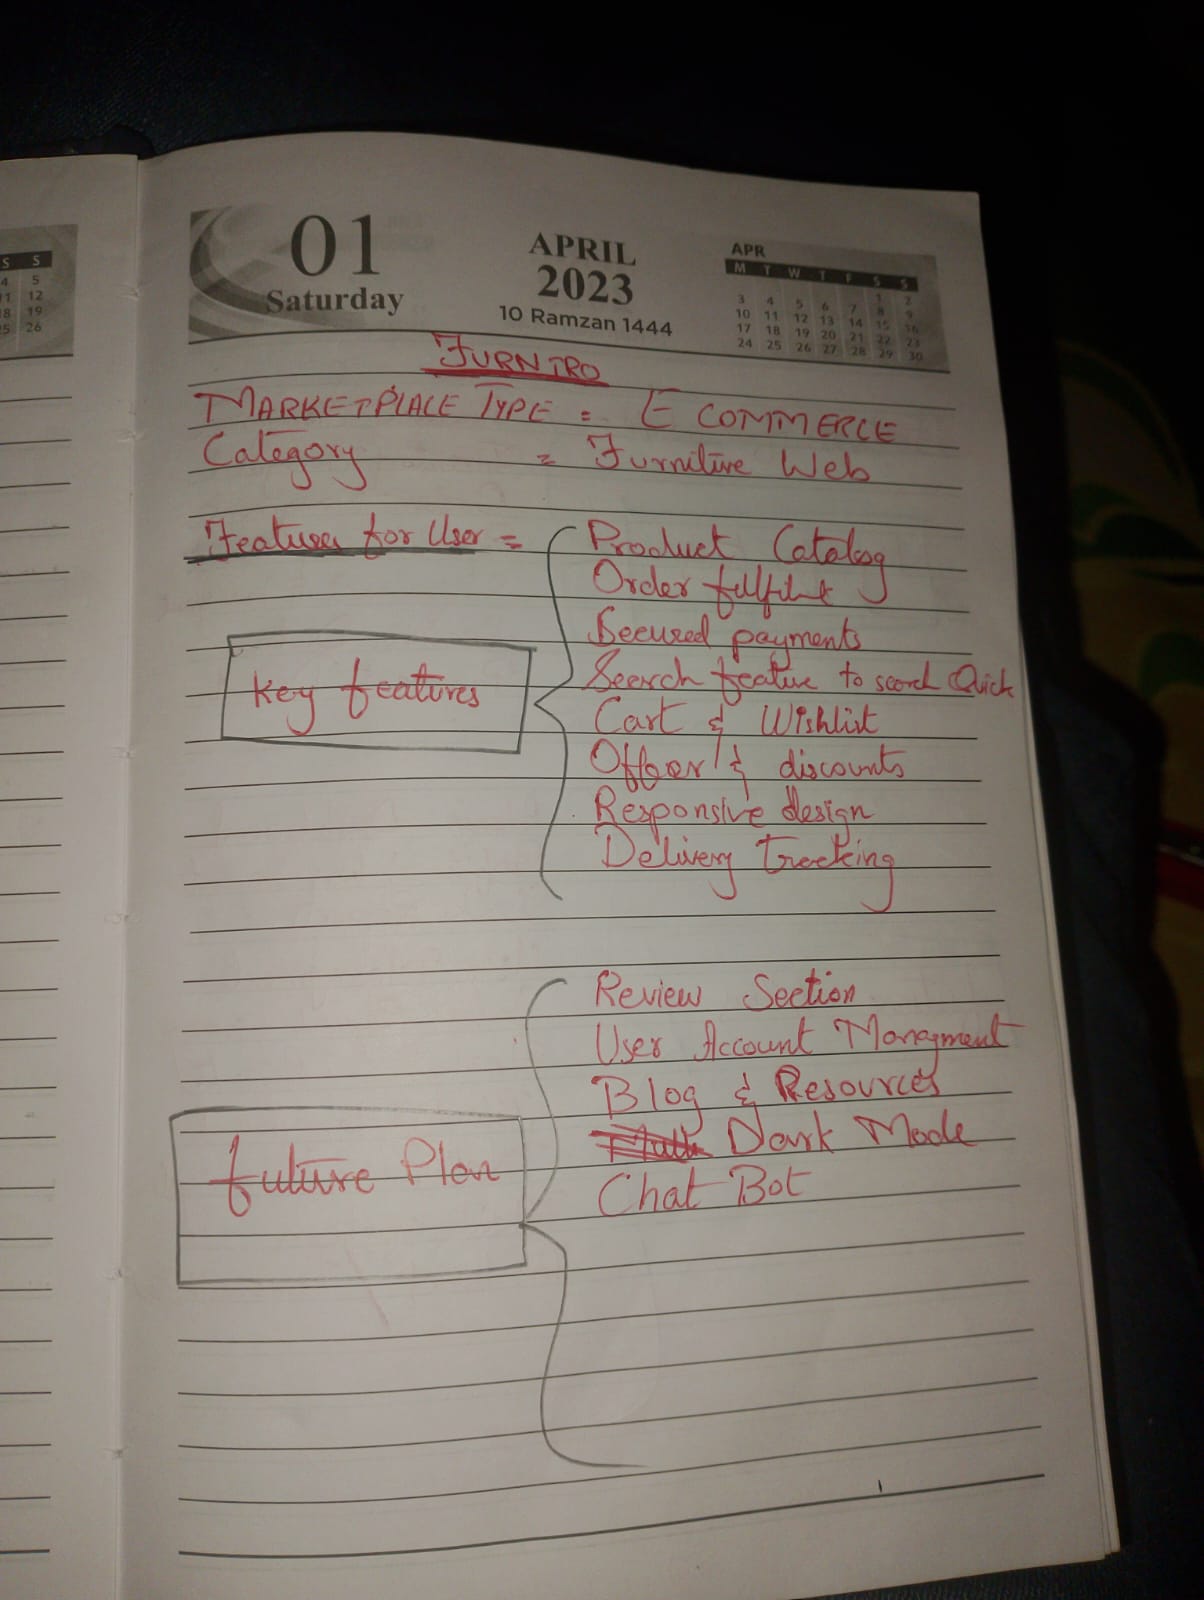 01
Saturday
APRIL
2023
10 Ramzan 1444
APR
M T W T F S S
1 2
3 4 5 6 7 8 9
10 11 12 13 14 15 16
17 18 19 20 21 22 23
24 25 26 27 28 29 30
S S
4 5
11 12
18 19
25 26
FURNIRO
MARKETPLACE TYPE = E COMMERCE
Category = Furniture Web
Features for User =
Key features
Product Catalog
Order
Secured payments
Search feature to search Quick
Cart & Wishlist
Offer & discounts
Responsive design
Delivery tracking
Future Plan
Review Section
User Account Managment
Blog & Resources
Dark Mode
Chat Bot